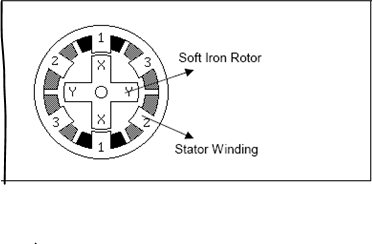 1
2 X 3
Soft Iron Rotor
Y Y
X
3 2
1
Stator Winding